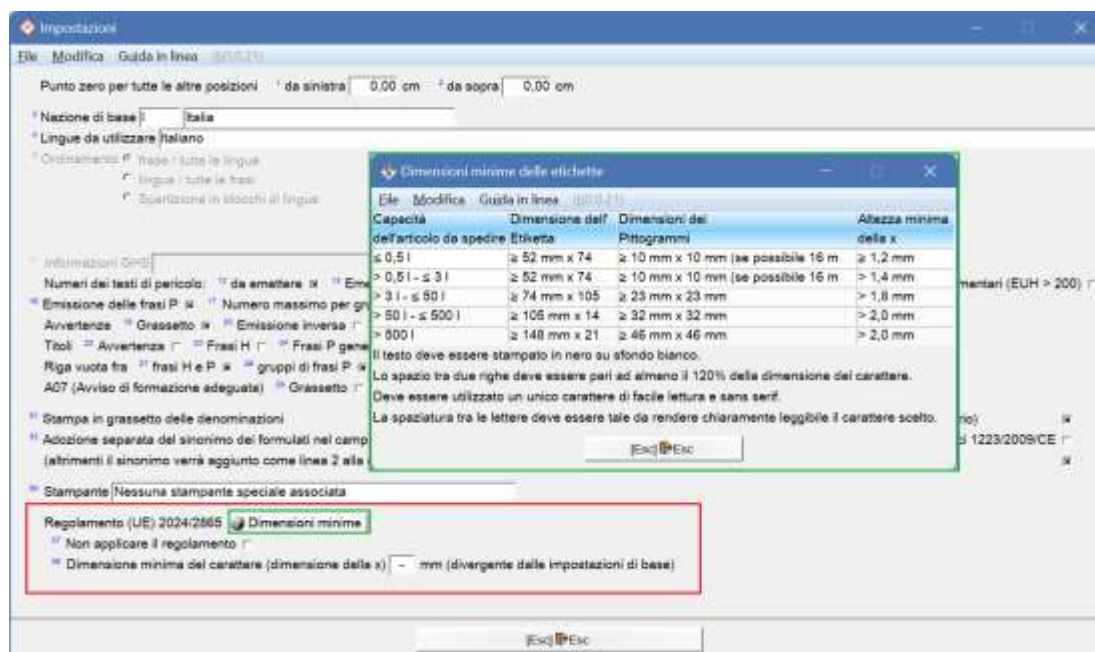 Impostazioni
File Modifica Guida in linea
Punto zero per tutte le altre posizioni 1 da sinistra 0,00 cm 2 da sopra 0,00 cm
Nazione di base I Italia
Lingue da utilizzare Italiano
Ordinamento frase / tutte le lingue
lingua / tutte le frasi
Spartizione in blocchi di lingue
Informazioni GHS
Numeri dei testi di pericolo: da emettere Eme
mentari (EUH > 200)
Emissione delle frasi P Numero massimo per gr
Avvertenze Grassetto Emissione inversa
Titoli Avvertenza Frasi H Frasi P gene
Riga vuota fra frasi H e P gruppi di frasi P
A07 (Avviso di formazione adeguata) Grassetto
Stampa in grassetto delle denominazioni
Adozione separata del sinonimo dei formulati nel camp
1223/2009/CE
(altrimenti il sinonimo verrà aggiunto come linea 2 alla
Stampante Nessuna stampante speciale associata
Regolamento (UE) 2024/2865 Dimensioni minime
Non applicare il regolamento
Dimensione minima del carattere (dimensione della x) - mm (divergente dalle impostazioni di base)
[Esc] Esc
Dimensioni minime delle etichette
File Modifica Guida in linea
Capacità Dimensione dell' Dimensioni dei Altezza minima
dell'articolo da spedire Etiketta Pittogrammi della x
≤ 0,5 l ≥ 52 mm x 74 ≥ 10 mm x 10 mm (se possibile 16 m ≥ 1,2 mm
> 0,5 l - ≤ 3 l ≥ 52 mm x 74 ≥ 10 mm x 10 mm (se possibile 16 m > 1,4 mm
> 3 l - ≤ 50 l ≥ 74 mm x 105 ≥ 23 mm x 23 mm > 1,8 mm
> 50 l - ≤ 500 l ≥ 105 mm x 14 ≥ 32 mm x 32 mm > 2,0 mm
> 500 l ≥ 148 mm x 21 ≥ 46 mm x 46 mm > 2,0 mm
Il testo deve essere stampato in nero su sfondo bianco.
Lo spazio tra due righe deve essere pari ad almeno il 120% della dimensione del carattere.
Deve essere utilizzato un unico carattere di facile lettura e sans serif.
La spaziatura tra le lettere deve essere tale da rendere chiaramente leggibile il carattere scelto.
[Esc] Esc